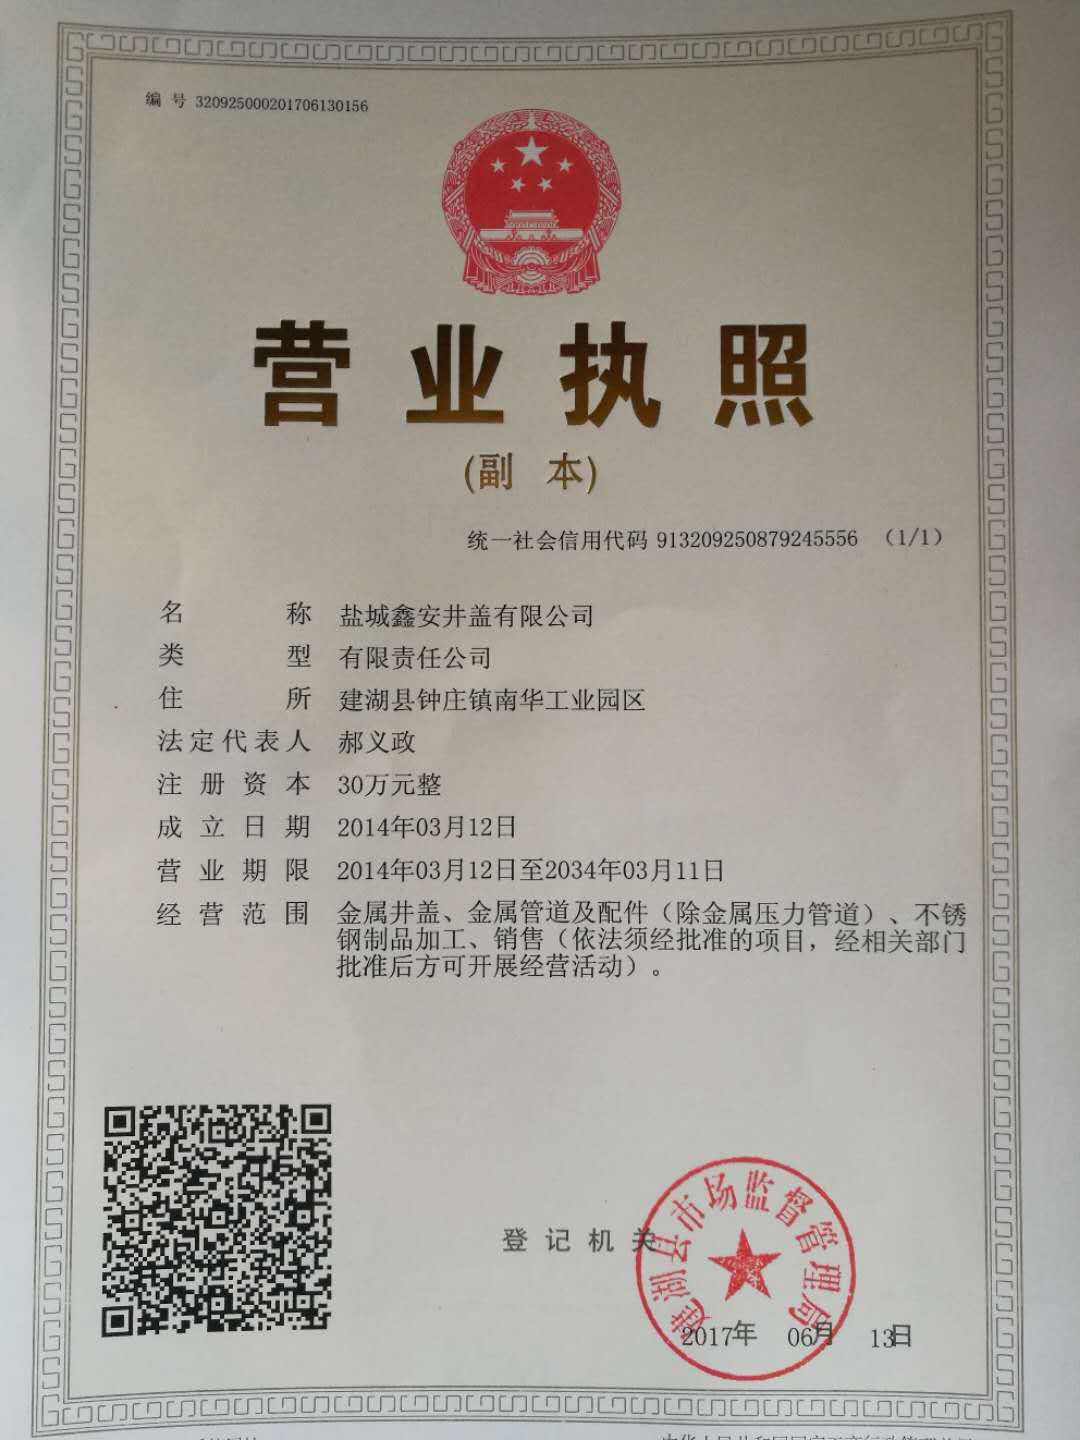 编 号 320925000201706130156
营业执照
(副 本)
统一社会信用代码 913209250879245556 (1/1)
名 称 盐城鑫安井盖有限公司
类 型 有限责任公司
住 所 建湖县钟庄镇南华工业园区
法定代表人 郝义政
注册资本 30万元整
成立日期 2014年03月12日
营业期限 2014年03月12日至2034年03月11日
经营范围 金属井盖、金属管道及配件（除金属压力管道）、不锈
钢制品加工、销售（依法须经批准的项目，经相关部门
批准后方可开展经营活动）。
登记机关
建湖县市场监督管理局
2017年 06月 13日